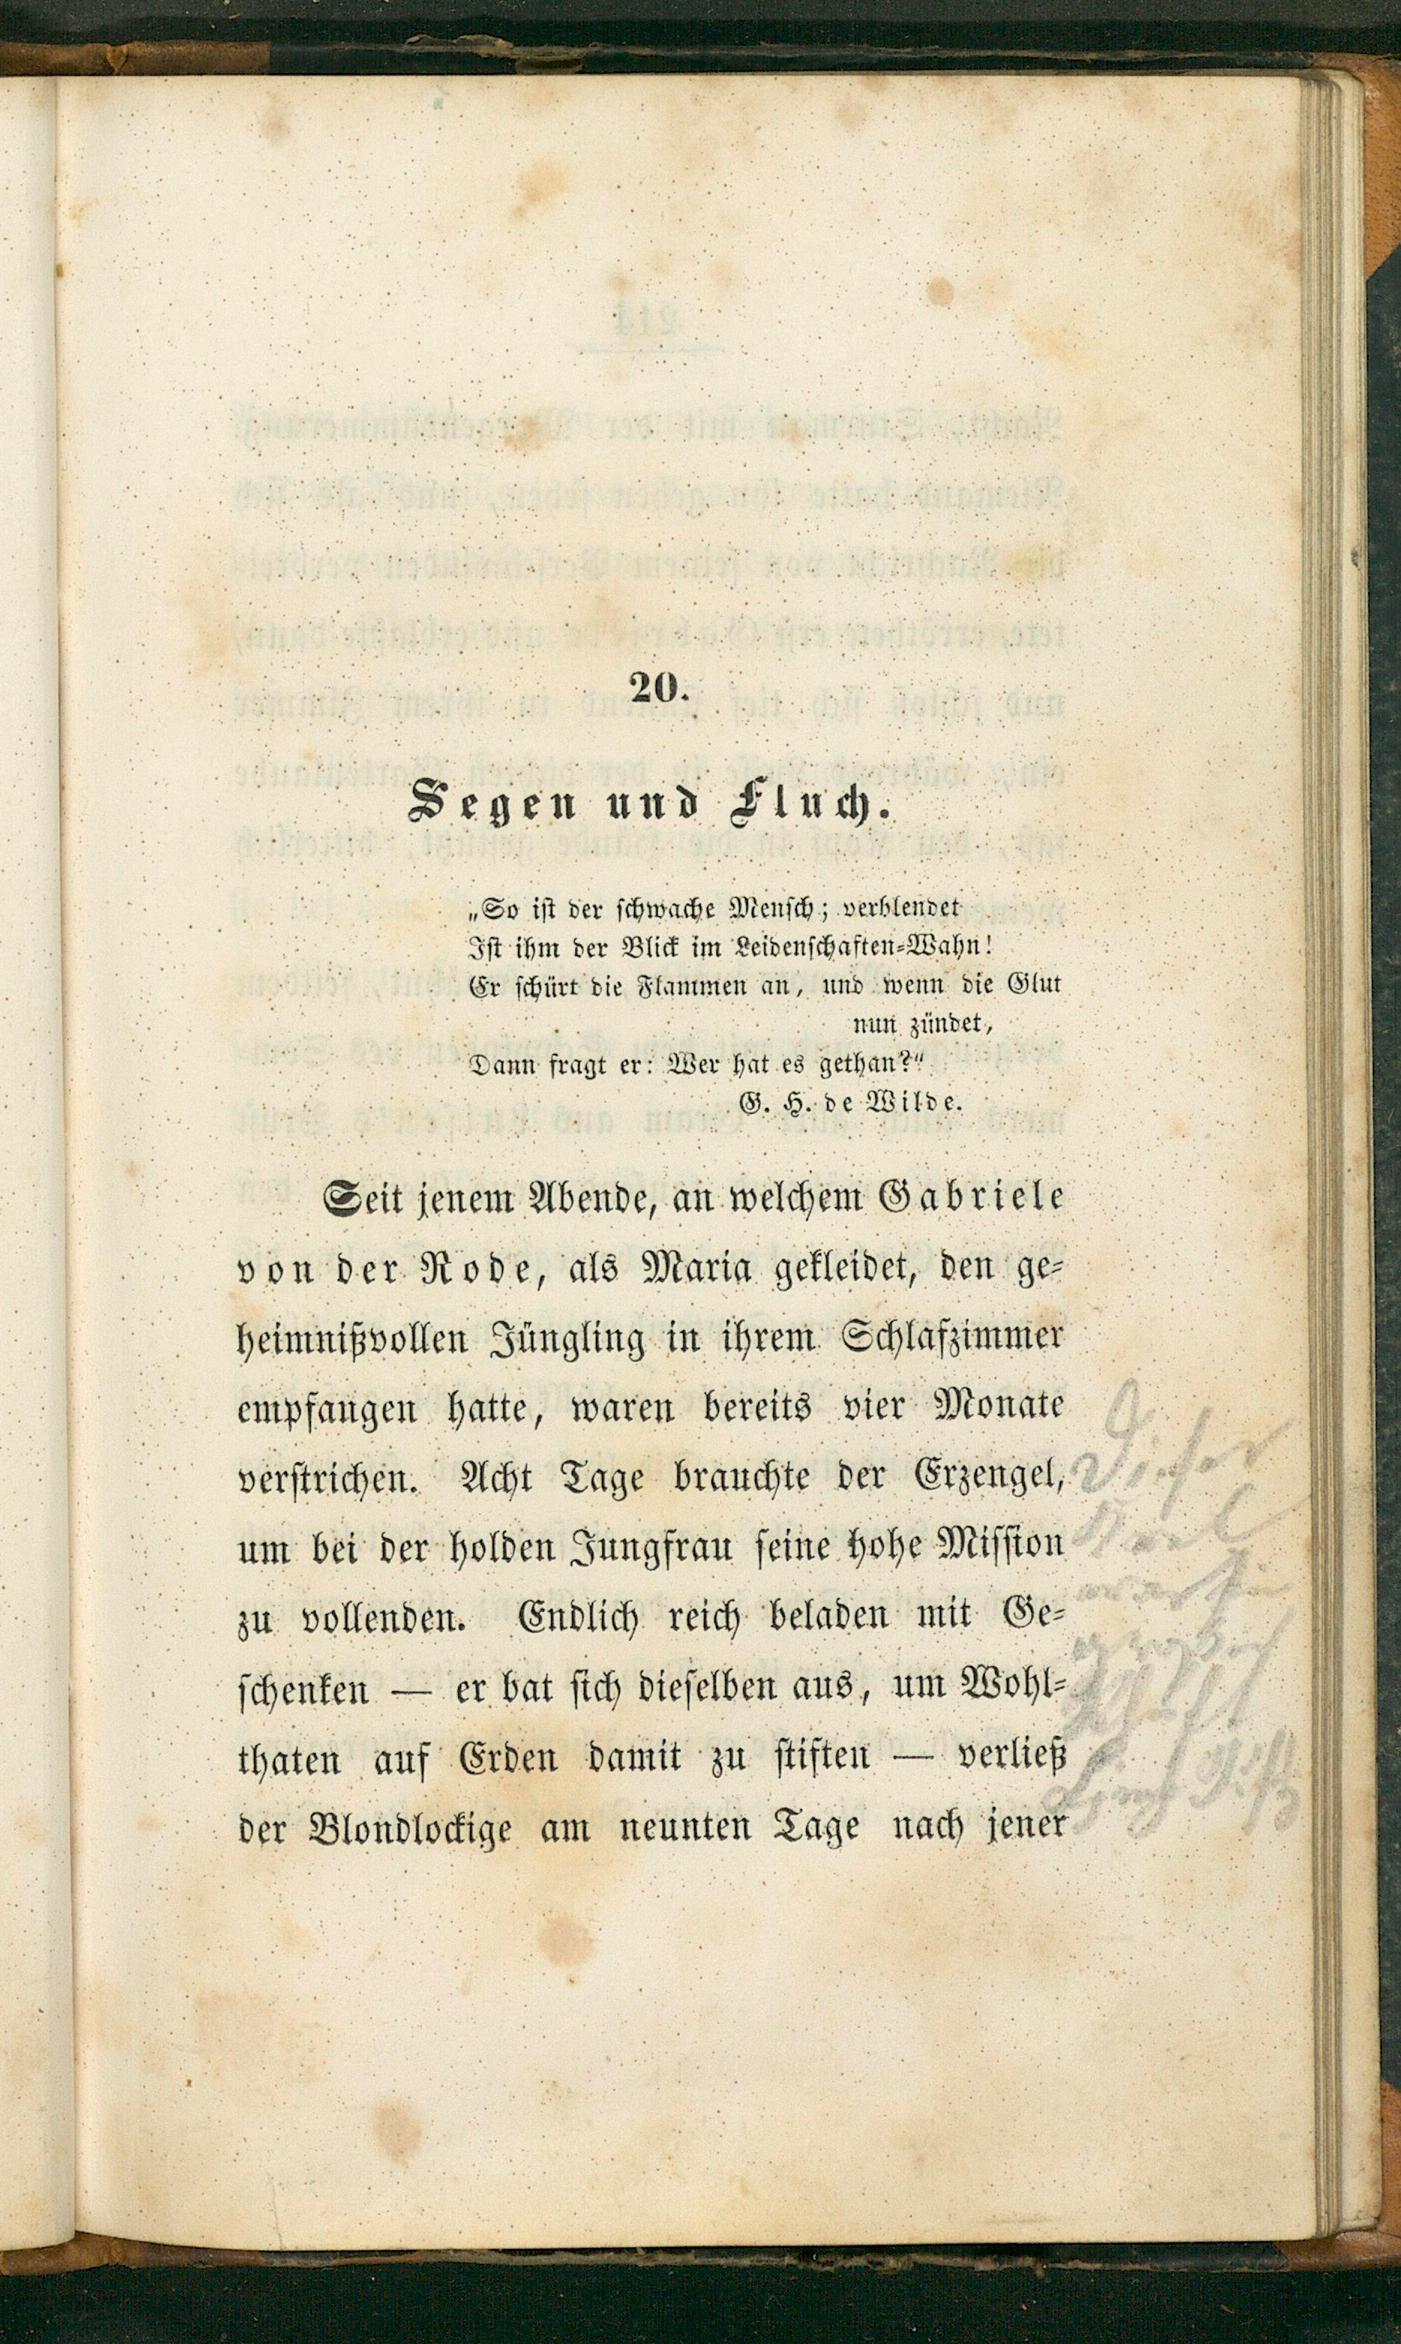 20.
Segen und Fluch.
„So ist der schwache Mensch; verblendet
Ist ihm der Blick im Leidenschaften-Wahn!
Er schürt die Flammen an, und wenn die Glut
nun zündet,
Dann fragt er: Wer hat es gethan?“
G. H. de Wilde.
Seit jenem Abende, an welchem Gabriele
von der Rode, als Maria gekleidet, den ge-
heimnißvollen Jüngling in ihrem Schlafzimmer
empfangen hatte, waren bereits vier Monate
verstrichen. Acht Tage brauchte der Erzengel,
um bei der holden Jungfrau seine hohe Mission
zu vollenden. Endlich reich beladen mit Ge-
schenken — er bat sich dieselben aus, um Wohl-
thaten auf Erden damit zu stiften — verließ
der Blondlockige am neunten Tage nach jener
Dieser